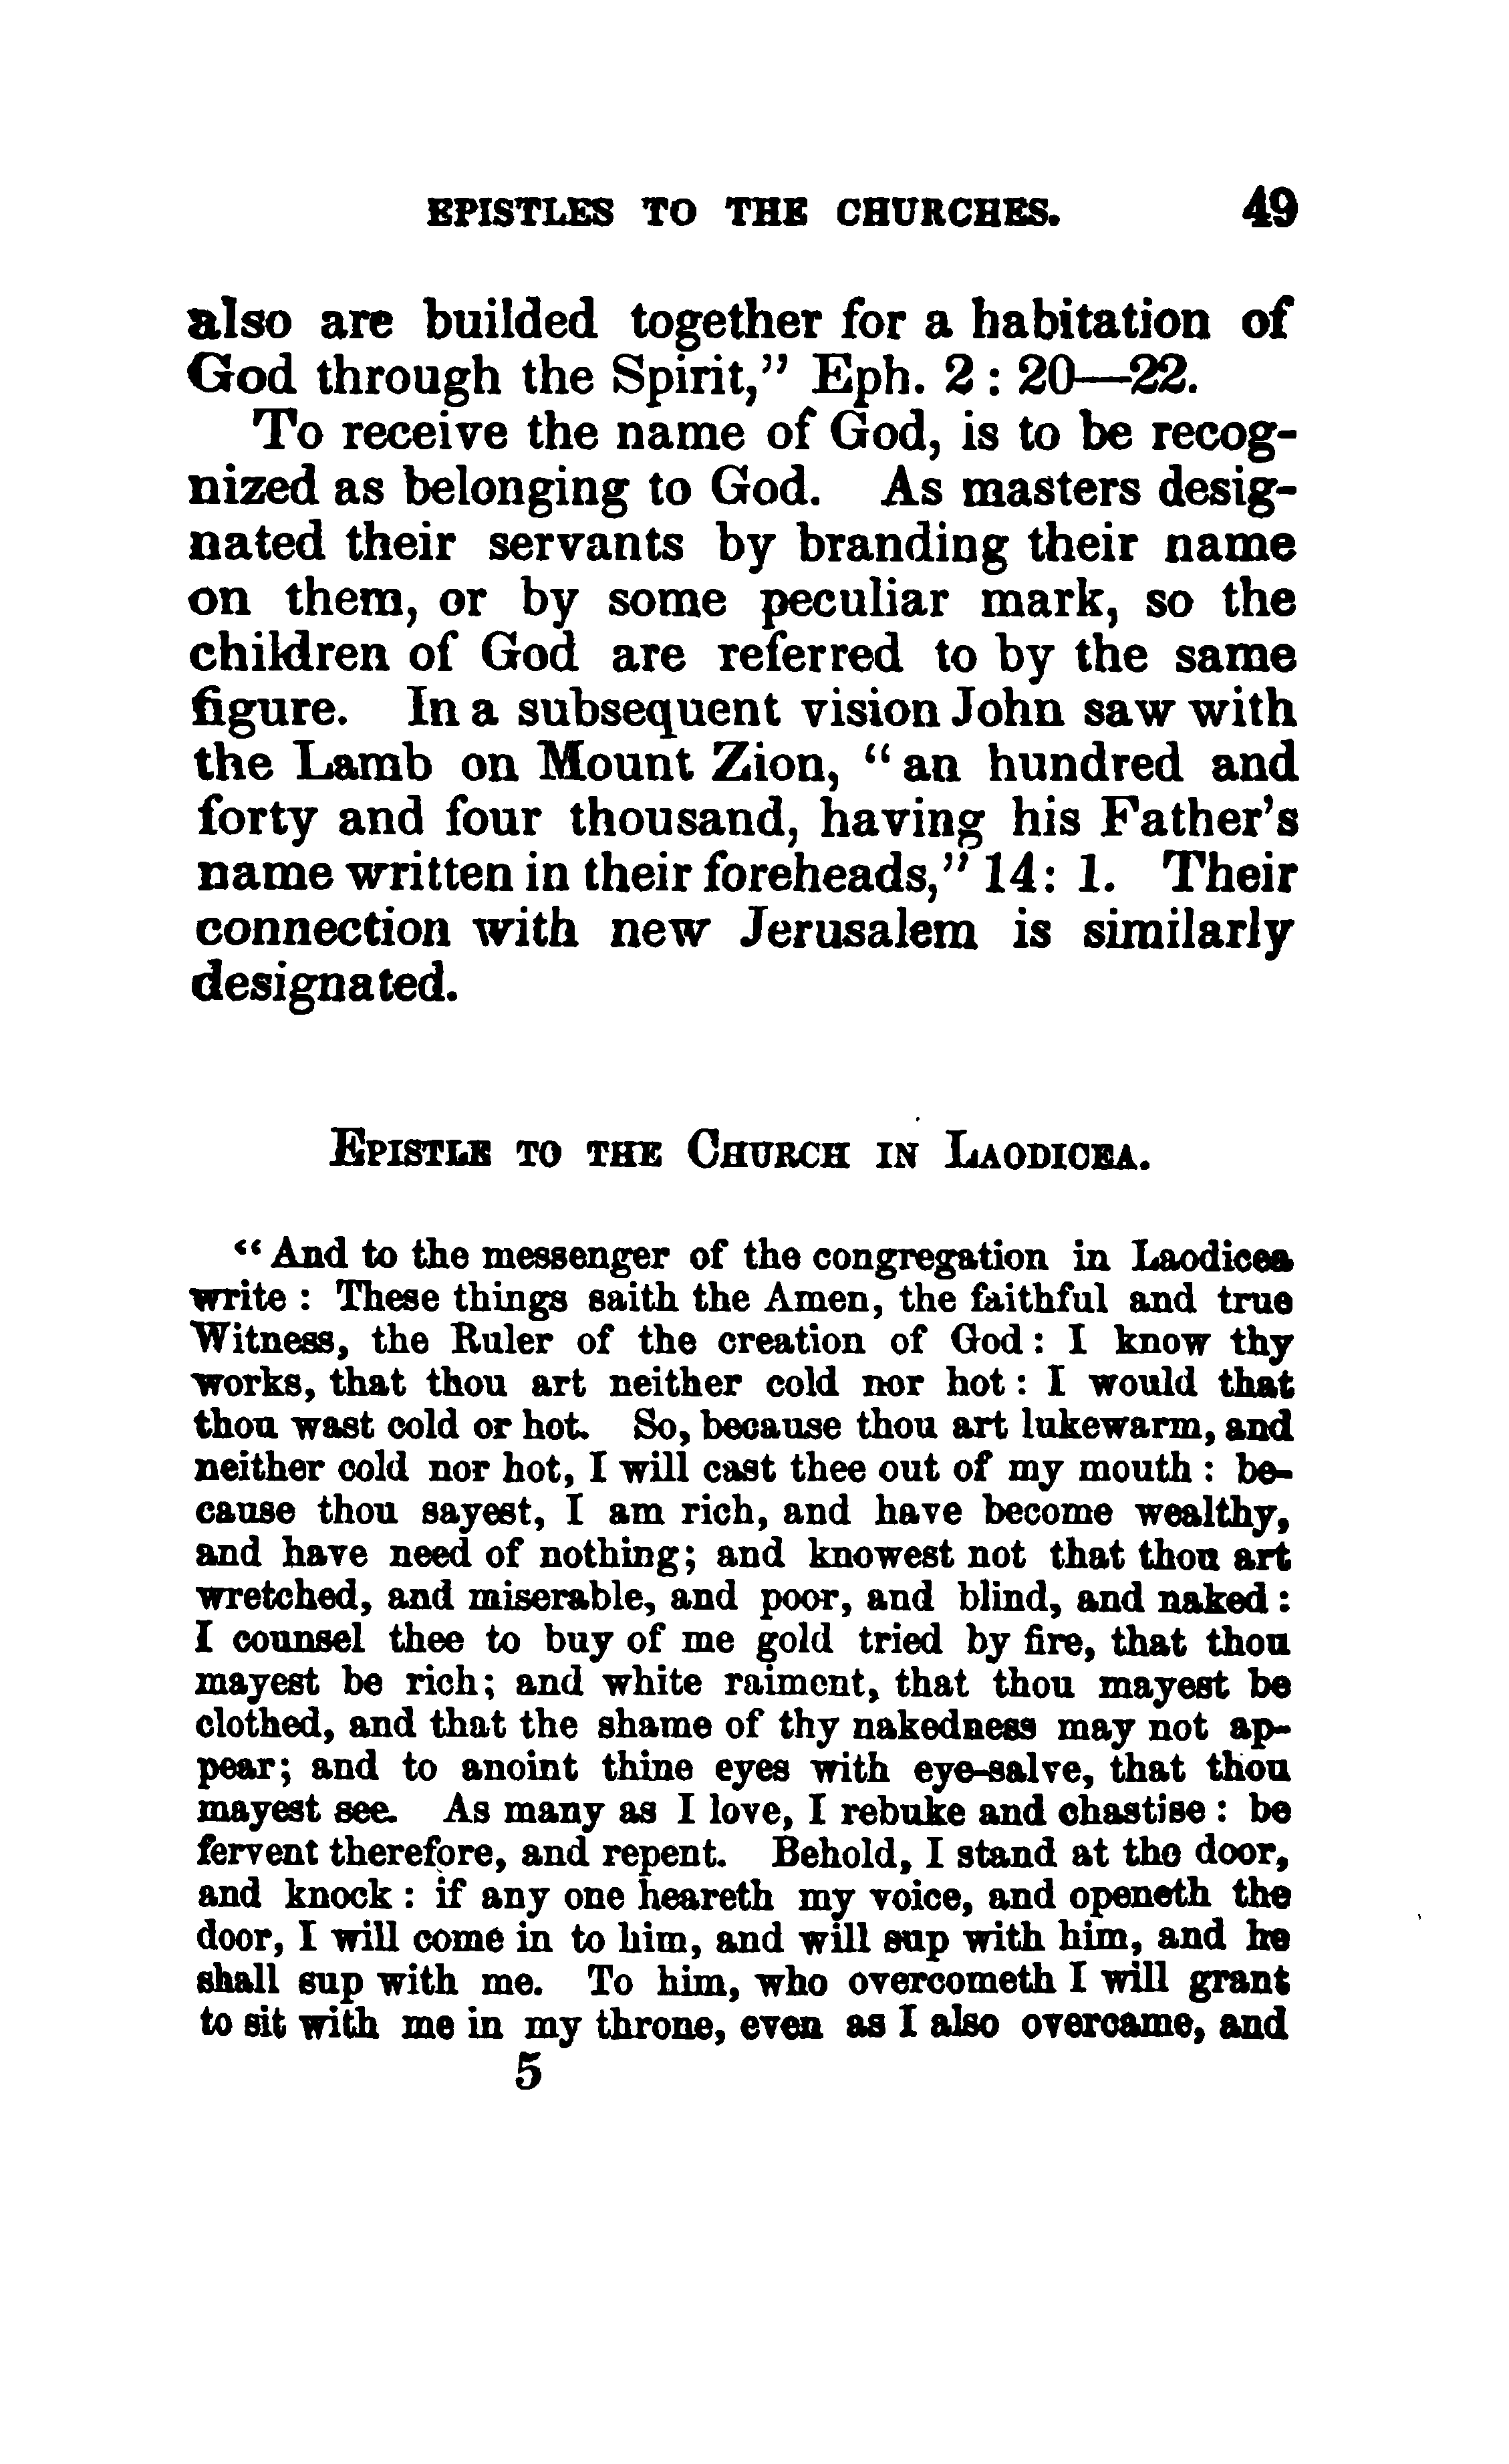 EPISTLES TO THE CHURCHES. 49
also are builded together for a habitation of
God through the Spirit,” Eph. 2 : 20—22.
To receive the name of God, is to be recog-
nized as belonging to God. As masters desig-
nated their servants by branding their name
on them, or by some peculiar mark, so the
children of God are referred to by the same
figure. In a subsequent vision John saw with
the Lamb on Mount Zion, “an hundred and
forty and four thousand, having his Father’s
name written in their foreheads,” 14: 1. Their
connection with new Jerusalem is similarly
designated.
EPISTLE TO THE CHURCH IN LAODICEA.
“And to the messenger of the congregation in Laodicea
write : These things saith the Amen, the faithful and true
Witness, the Ruler of the creation of God : I know thy
works, that thou art neither cold nor hot : I would that
thou wast cold or hot. So, because thou art lukewarm, and
neither cold nor hot, I will cast thee out of my mouth : be-
cause thou sayest, I am rich, and have become wealthy,
and have need of nothing; and knowest not that thou art
wretched, and miserable, and poor, and blind, and naked :
I counsel thee to buy of me gold tried by fire, that thou
mayest be rich; and white raiment, that thou mayest be
clothed, and that the shame of thy nakedness may not ap-
pear; and to anoint thine eyes with eye-salve, that thou
mayest see. As many as I love, I rebuke and chastise : be
fervent therefore, and repent. Behold, I stand at the door,
and knock : if any one heareth my voice, and openeth the
door, I will come in to him, and will sup with him, and he
shall sup with me. To him, who overcometh I will grant
to sit with me in my throne, even as I also overcame, and
5